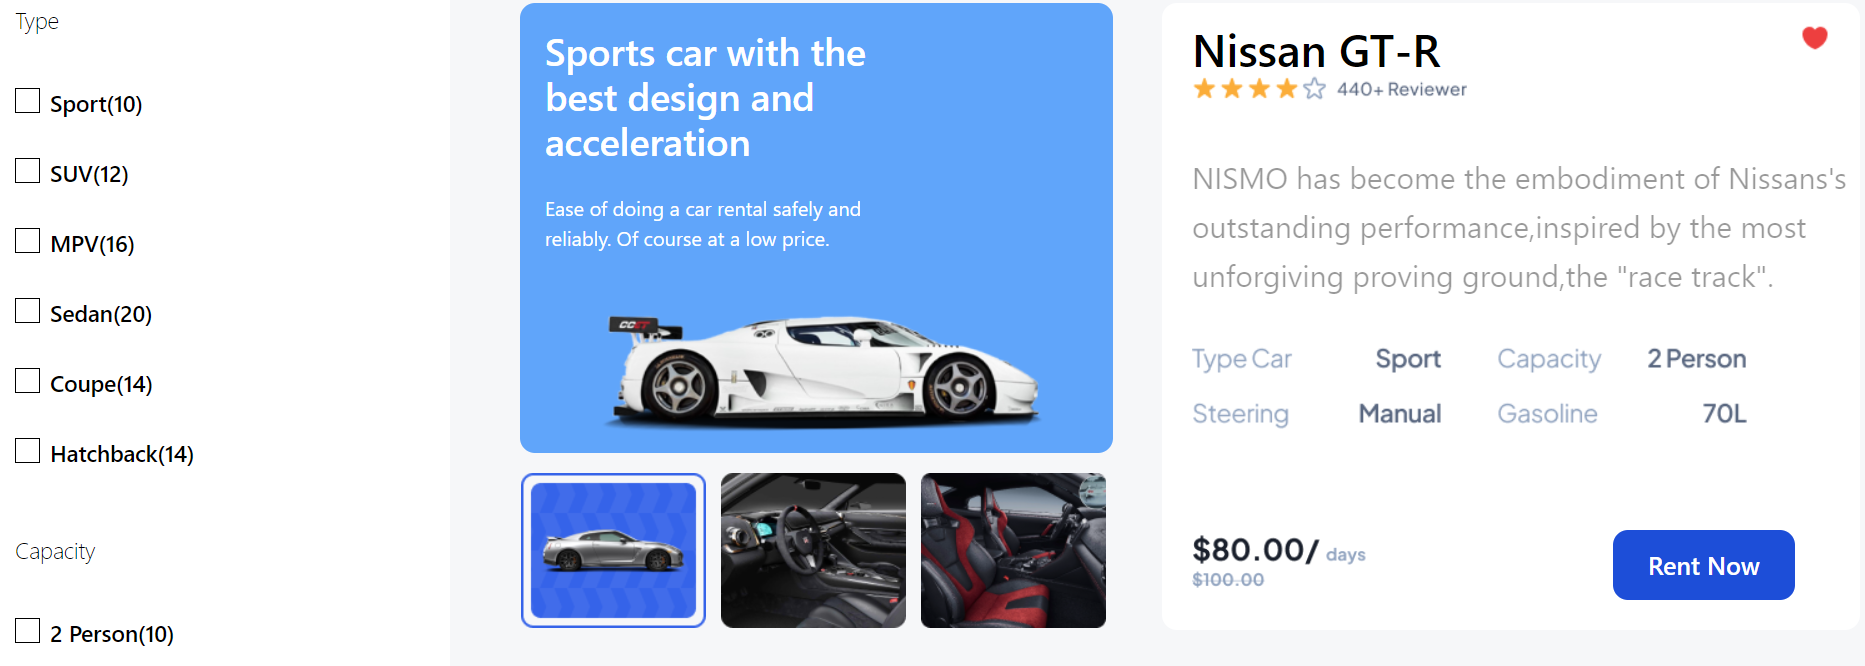 Type
Sport(10)
SUV(12)
MPV(16)
Sedan(20)
Coupe(14)
Hatchback(14)
Capacity
2 Person(10)
Sports car with the
best design and
acceleration
Ease of doing a car rental safely and
reliably. Of course at a low price.
Nissan GT-R
440+ Reviewer
NISMO has become the embodiment of Nissans's
outstanding performance,inspired by the most
unforgiving proving ground,the "race track".
Type Car Sport Capacity 2 Person
Steering Manual Gasoline 70L
$80.00/ days
$100.00
Rent Now